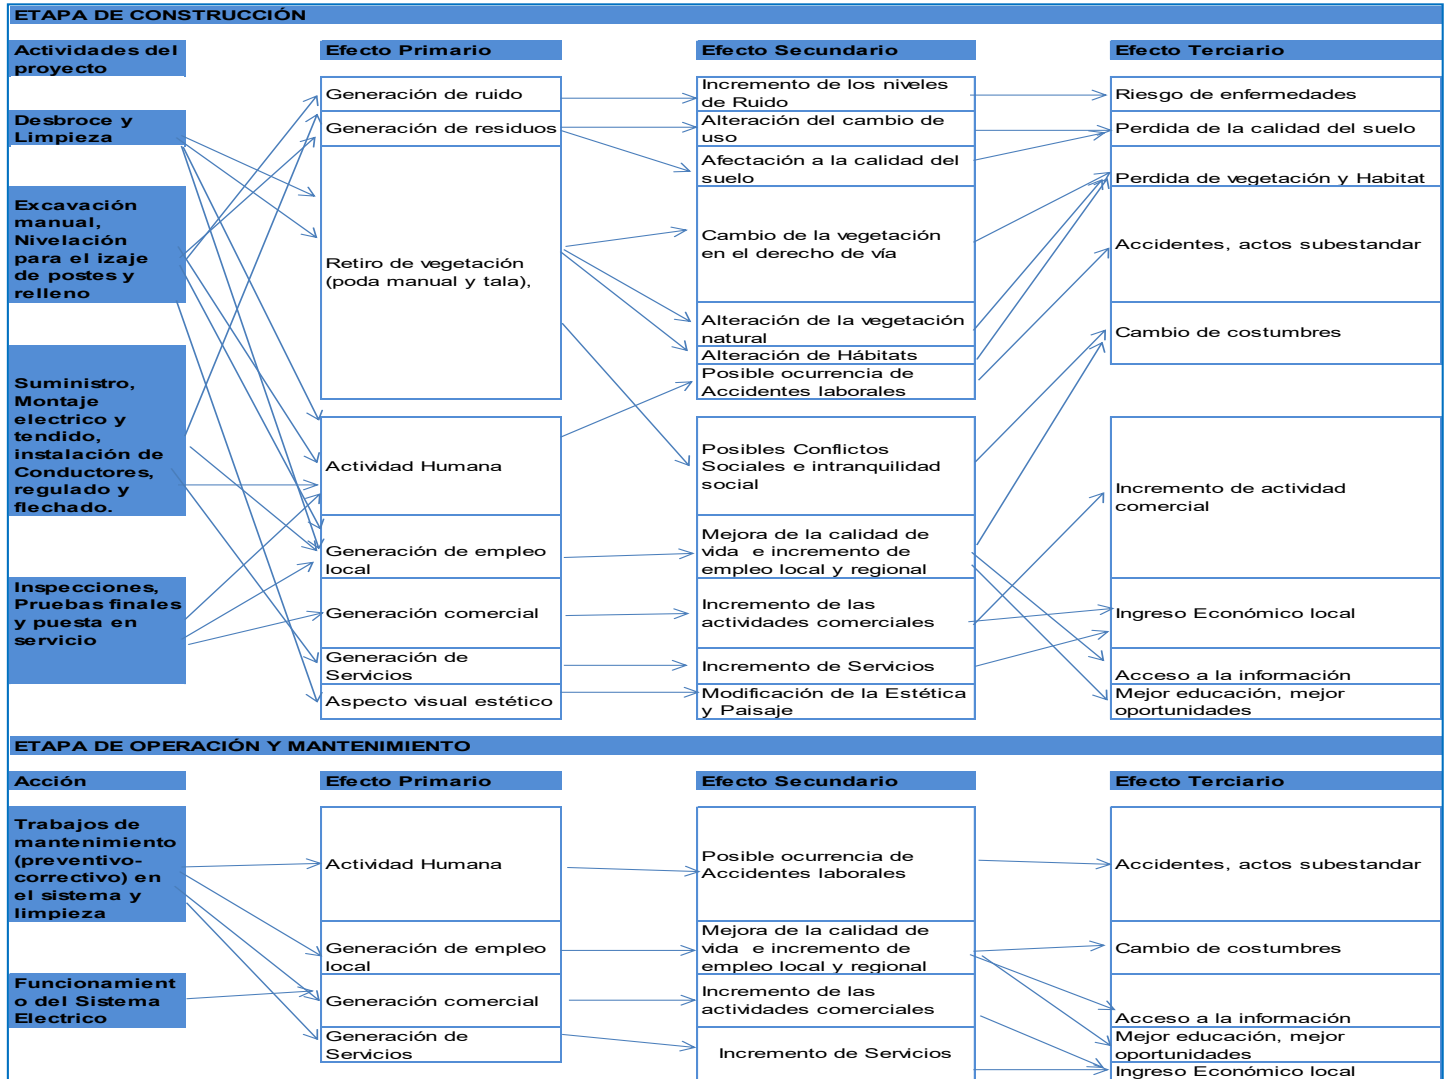 ETAPA DE CONSTRUCCIÓN
Actividades del
proyecto
Efecto Primario
Efecto Secundario
Efecto Terciario
Desbroce y
Limpieza
Excavación
manual,
Nivelación
para el izaje
de postes y
relleno
Suministro,
Montaje
electrico y
tendido,
instalación de
Conductores,
regulado y
flechado.
Inspecciones,
Pruebas finales
y puesta en
servicio
Generación de ruido
Generación de residuos
Retiro de vegetación
(poda manual y tala),
Actividad Humana
Generación de empleo
local
Generación comercial
Generación de
Servicios
Aspecto visual estético
Incremento de los niveles
de Ruido
Alteración del cambio de
uso
Afectación a la calidad del
suelo
Cambio de la vegetación
en el derecho de vía
Alteración de la vegetación
natural
Alteración de Hábitats
Posible ocurrencia de
Accidentes laborales
Posibles Conflictos
Sociales e intranquilidad
social
Mejora de la calidad de
vida e incremento de
empleo local y regional
Incremento de las
actividades comerciales
Incremento de Servicios
Modificación de la Estética
y Paisaje
Riesgo de enfermedades
Perdida de la calidad del suelo
Perdida de vegetación y Habitat
Accidentes, actos subestandar
Cambio de costumbres
Incremento de actividad
comercial
Ingreso Económico local
Acceso a la información
Mejor educación, mejor
oportunidades
ETAPA DE OPERACIÓN Y MANTENIMIENTO
Acción
Efecto Primario
Efecto Secundario
Efecto Terciario
Trabajos de
mantenimiento
(preventivo-
correctivo) en
el sistema y
limpieza
Funcionamient
o del Sistema
Electrico
Actividad Humana
Generación de empleo
local
Generación comercial
Generación de
Servicios
Posible ocurrencia de
Accidentes laborales
Mejora de la calidad de
vida e incremento de
empleo local y regional
Incremento de las
actividades comerciales
Incremento de Servicios
Accidentes, actos subestandar
Cambio de costumbres
Acceso a la información
Mejor educación, mejor
oportunidades
Ingreso Económico local